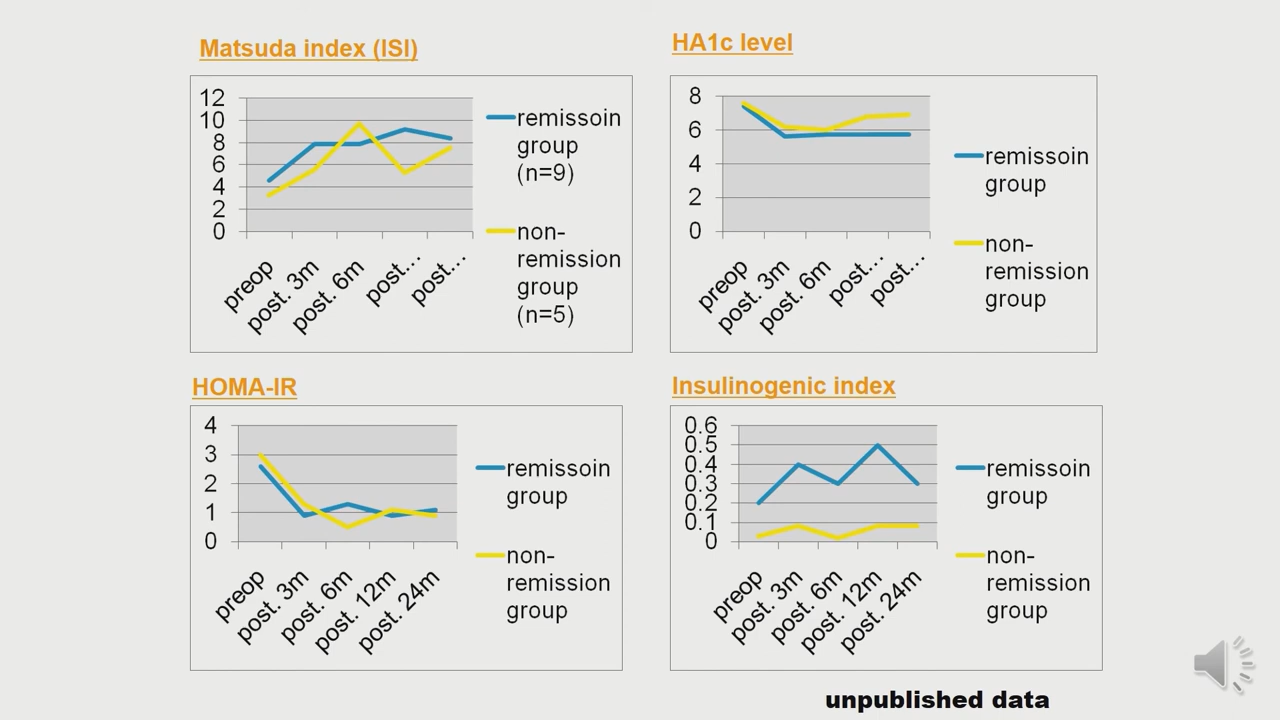 Matsuda index (ISI)
12
10
8
6
4
2
0
preop
post. 3m
post. 6m
post...
post...
remissoin
group
(n=9)
non-
remission
group
(n=5)
HA1c level
8
6
4
2
0
preop
post. 3m
post. 6m
post...
post...
remissoin
group
non-
remission
group
HOMA-IR
4
3
2
1
0
preop
post. 3m
post. 6m
post. 12m
post. 24m
remissoin
group
non-
remission
group
Insulinogenic index
0.6
0.5
0.4
0.3
0.2
0.1
0
preop
post. 3m
post. 6m
post. 12m
post. 24m
remissoin
group
non-
remission
group
unpublished data